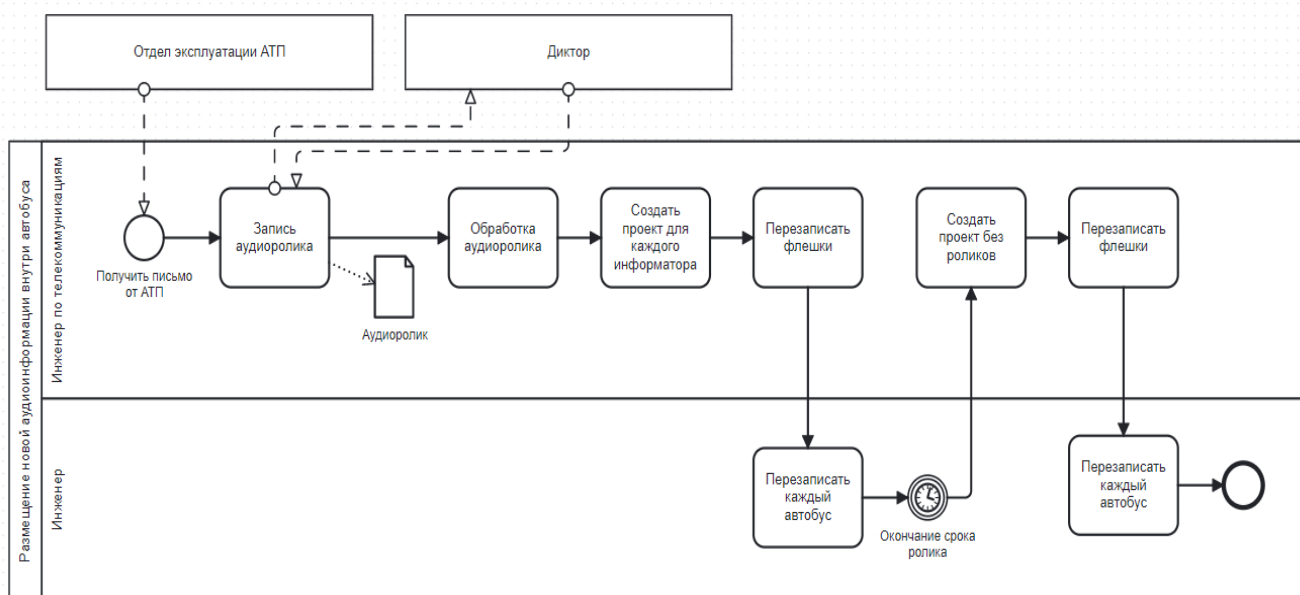 Отдел эксплуатации АТП
Диктор
Размещение новой аудиоинформации внутри автобуса
Инженер по телекоммуникациям
Получить письмо
от АТП
Запись
аудиоролика
Аудиоролик
Обработка
аудиоролика
Создать
проект для
каждого
информатора
Перезаписать
флешки
Создать
проект без
роликов
Перезаписать
флешки
Инженер
Перезаписать
каждый
автобус
Окончание срока
ролика
Перезаписать
каждый
автобус